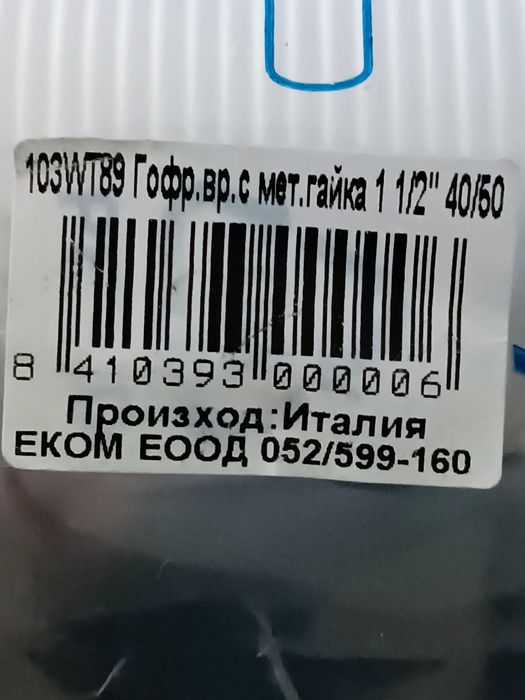 103WT89 Гофр.вр.с мет.гайка 1 1/2" 40/50
8 410393 000006
Произход:Италия
ЕКОМ ЕООД 052/599-160